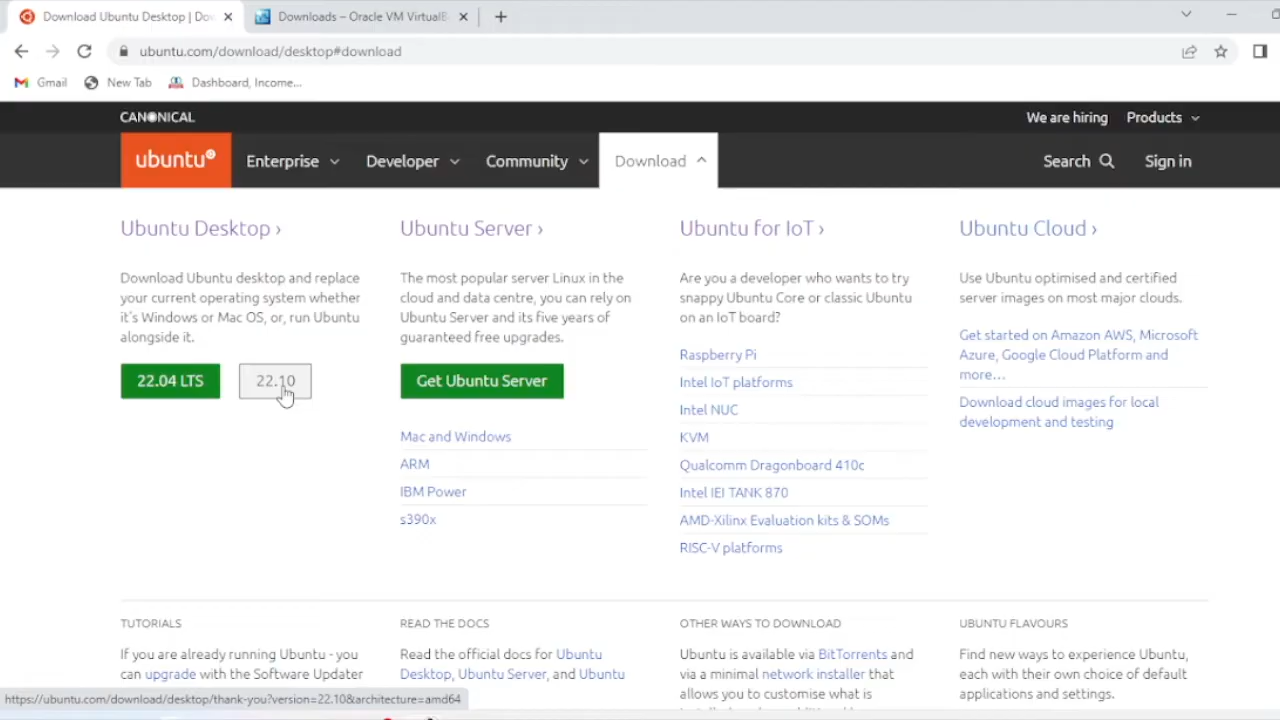 Download Ubuntu Desktop | Do
Downloads – Oracle VM VirtualB
ubuntu.com/download/desktop#download
Gmail
New Tab
Dashboard, Income...
CANONICAL
We are hiring
Products
ubuntu
Enterprise
Developer
Community
Download
Search
Sign in
Ubuntu Desktop ›
Download Ubuntu desktop and replace
your current operating system whether
it's Windows or Mac OS, or, run Ubuntu
alongside it.
22.04 LTS
22.10
Ubuntu Server ›
The most popular server Linux in the
cloud and data centre, you can rely on
Ubuntu Server and its five years of
guaranteed free upgrades.
Get Ubuntu Server
Mac and Windows
ARM
IBM Power
s390x
Ubuntu for IoT ›
Are you a developer who wants to try
snappy Ubuntu Core or classic Ubuntu
on an IoT board?
Raspberry Pi
Intel IoT platforms
Intel NUC
KVM
Qualcomm Dragonboard 410c
Intel IEI TANK 870
AMD-Xilinx Evaluation kits & SOMs
RISC-V platforms
Ubuntu Cloud ›
Use Ubuntu optimised and certified
server images on most major clouds.
Get started on Amazon AWS, Microsoft
Azure, Google Cloud Platform and
more…
Download cloud images for local
development and testing
TUTORIALS
If you are already running Ubuntu - you
can upgrade with the Software Updater
READ THE DOCS
Read the official docs for Ubuntu
Desktop, Ubuntu Server, and Ubuntu
OTHER WAYS TO DOWNLOAD
Ubuntu is available via BitTorrents and
via a minimal network installer that
allows you to customise what is
UBUNTU FLAVOURS
Find new ways to experience Ubuntu,
each with their own choice of default
applications and settings.
https://ubuntu.com/download/desktop/thank-you?version=22.10&architecture=amd64